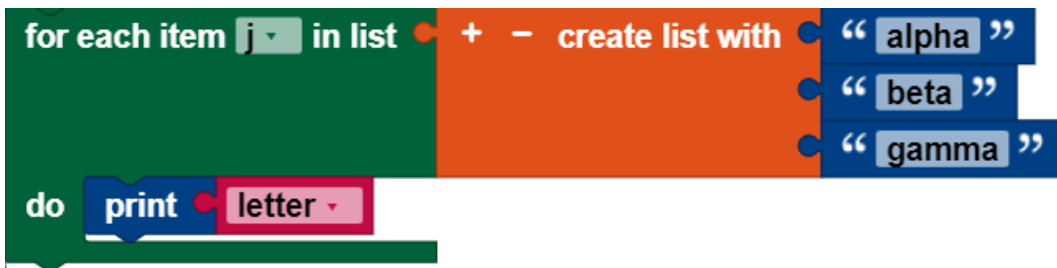 for each item j in list + - create list with “ alpha ”
“ beta ”
“ gamma ”
do print letter